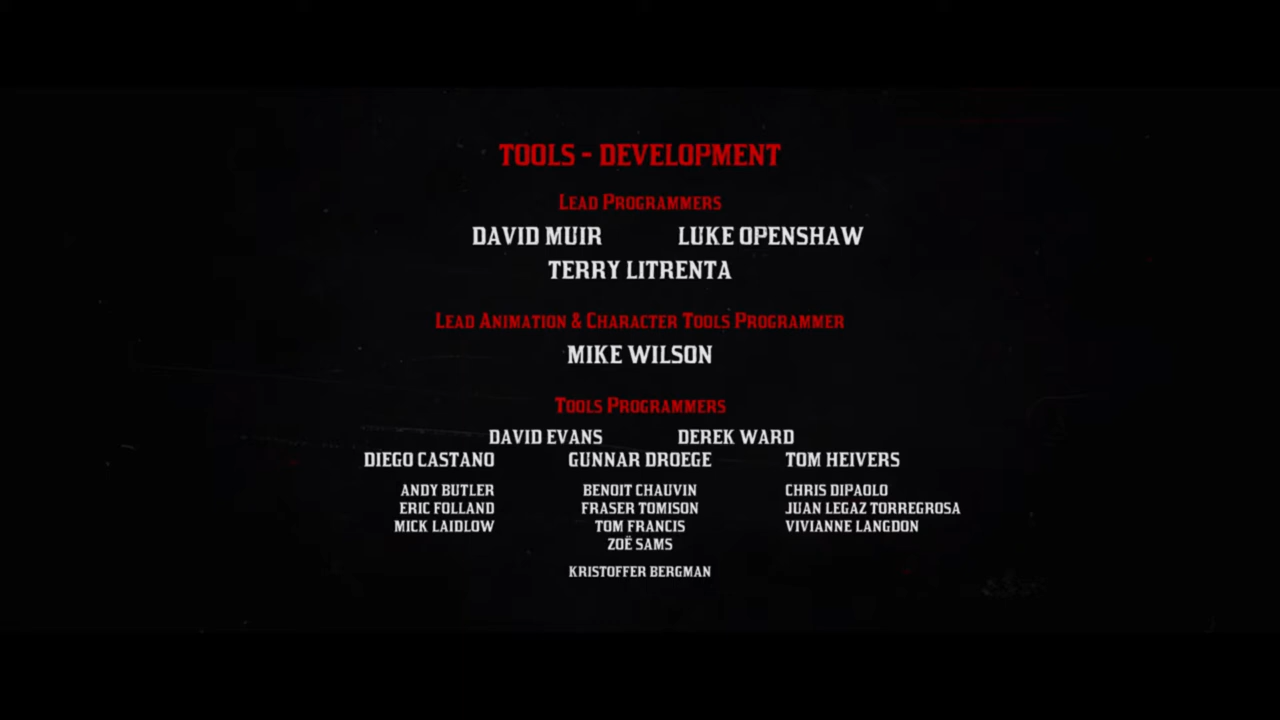 TOOLS - DEVELOPMENT
LEAD PROGRAMMERS
DAVID MUIR LUKE OPENSHAW
TERRY LITRENTA
LEAD ANIMATION & CHARACTER TOOLS PROGRAMMER
MIKE WILSON
TOOLS PROGRAMMERS
DAVID EVANS DEREK WARD
DIEGO CASTANO GUNNAR DROEGE TOM HEIVERS
ANDY BUTLER BENOIT CHAUVIN CHRIS DIPAOLO
ERIC FOLLAND FRASER TOMISON JUAN LEGAZ TORREGROSA
MICK LAIDLOW TOM FRANCIS VIVIANNE LANGDON
ZOË SAMS
KRISTOFFER BERGMAN